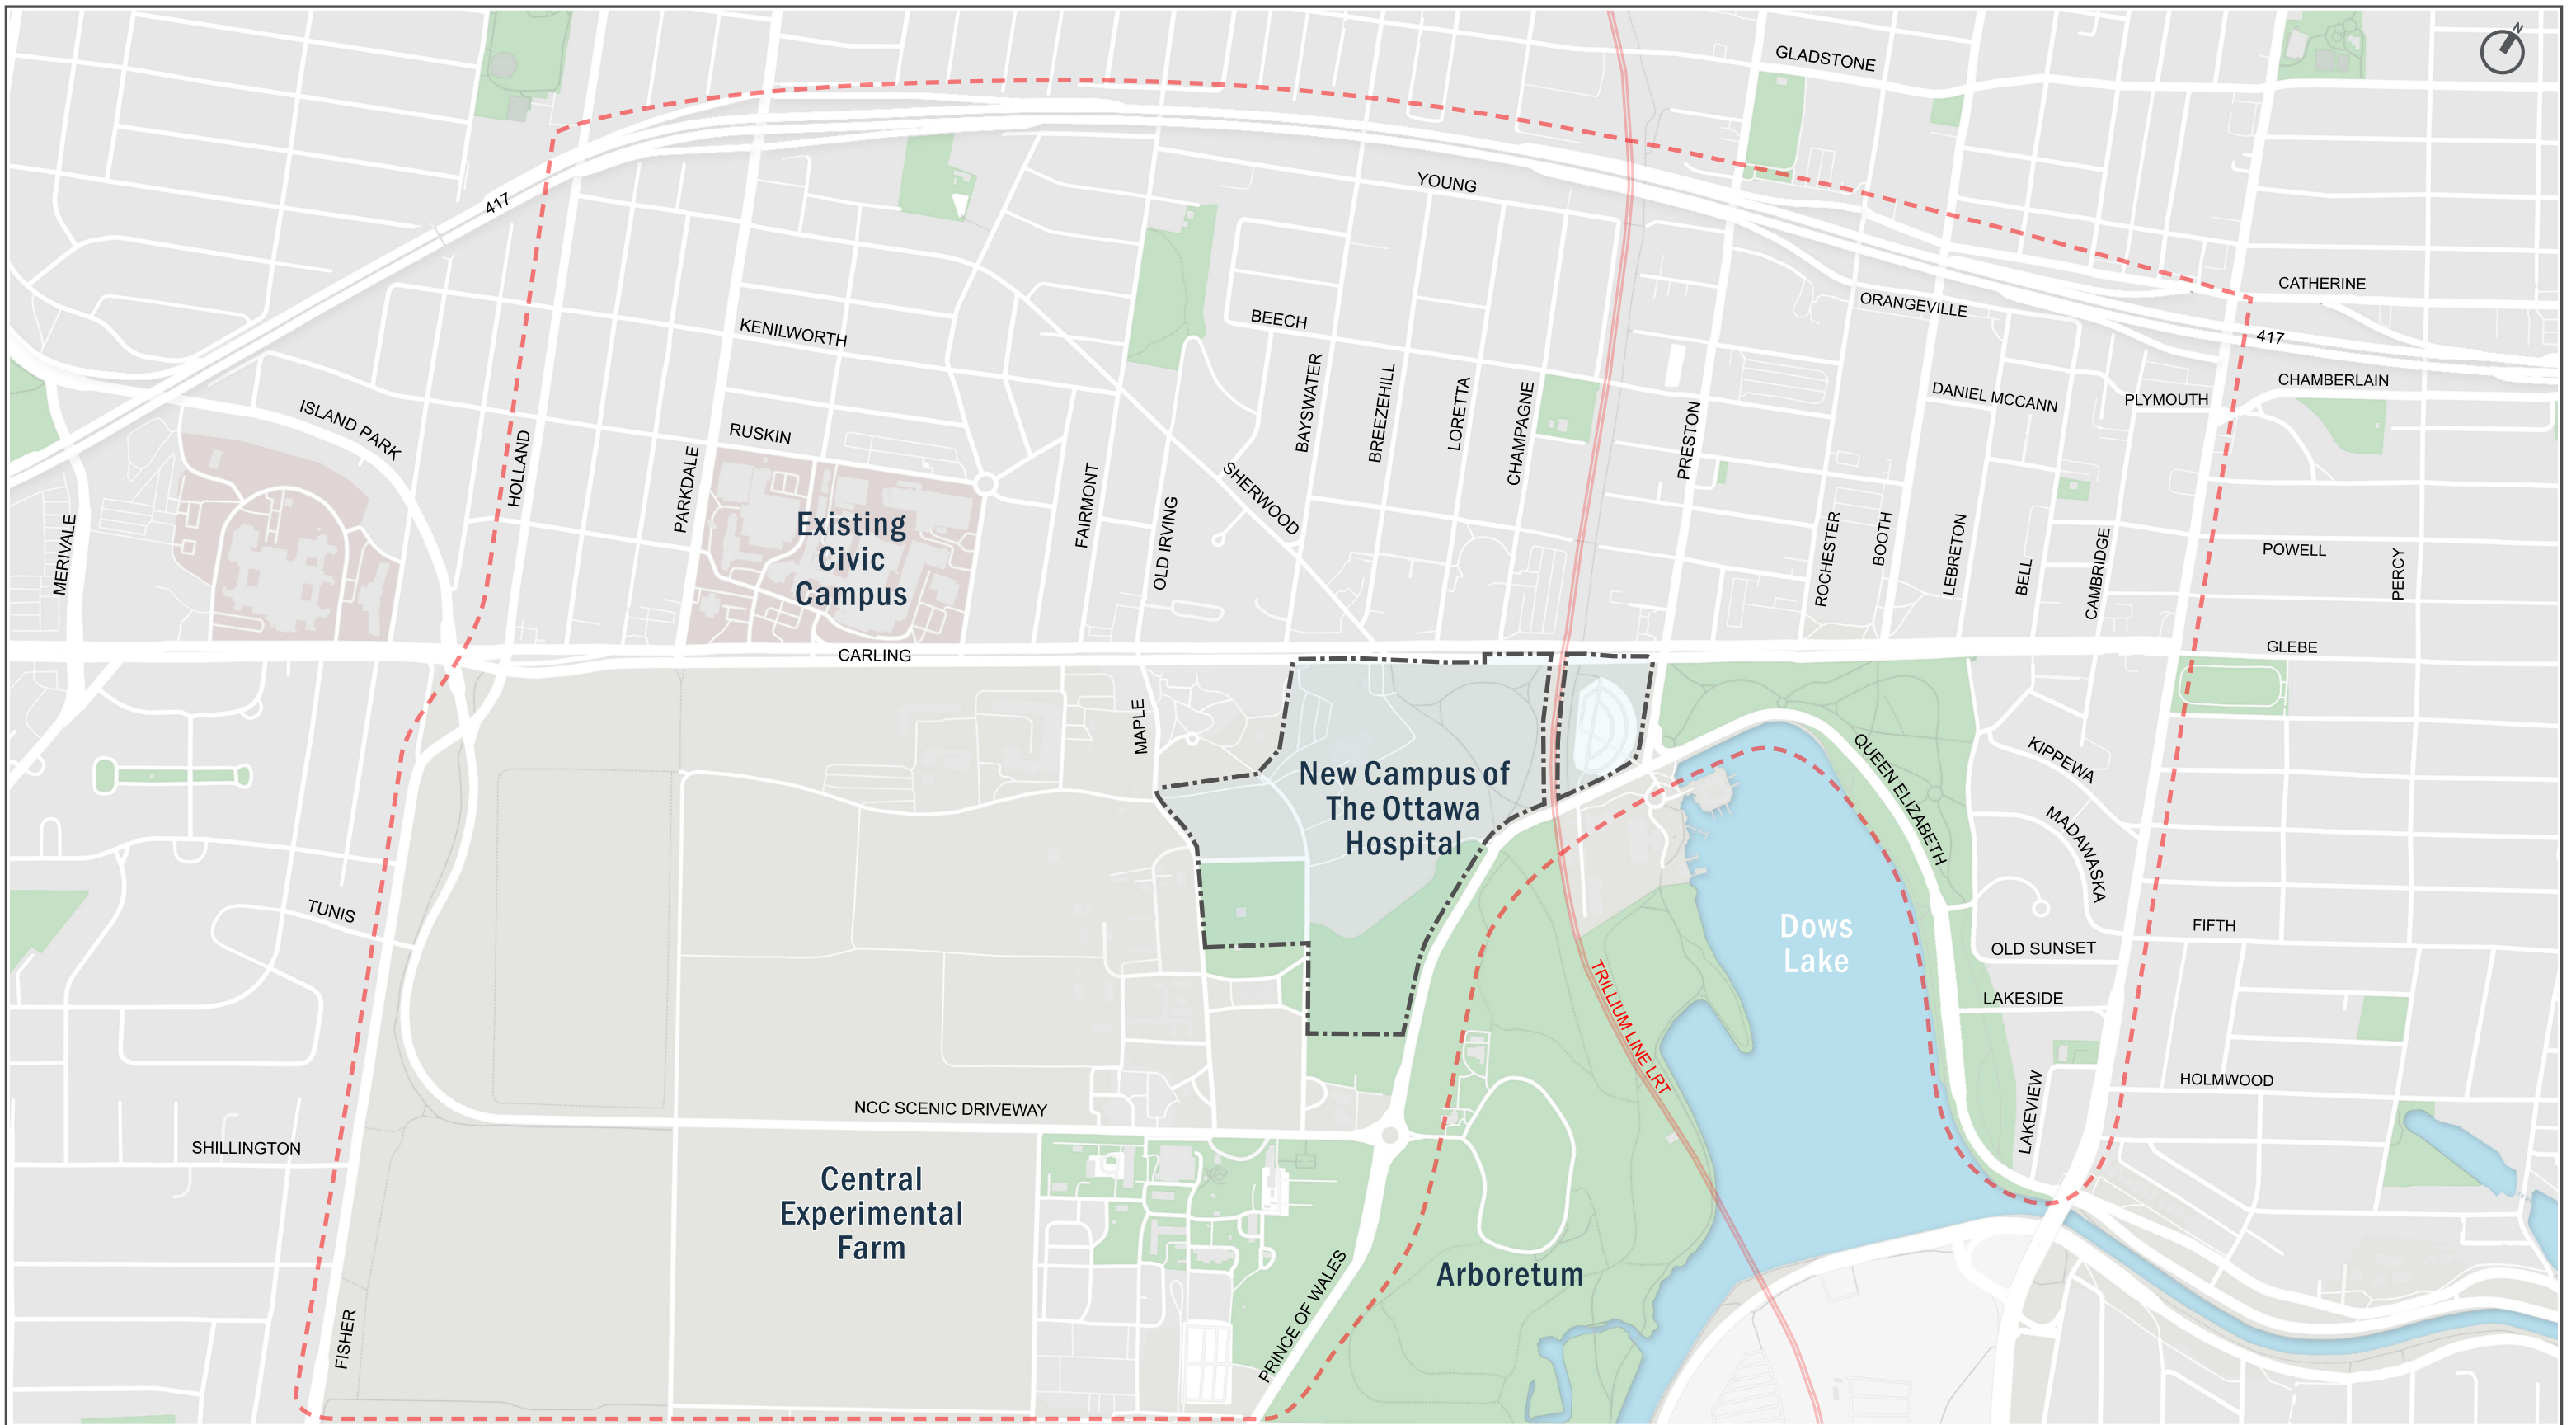 N
GLADSTONE
417
YOUNG
CATHERINE
ORANGEVILLE
BEECH
KENILWORTH
417
CHAMBERLAIN
DANIEL MCCANN
PLYMOUTH
ISLAND PARK
HOLLAND
PARKDALE
RUSKIN
BAYSWATER
BREEZEHILL
LORETTA
CHAMPAGNE
PRESTON
SHERWOOD
FAIRMONT
OLD IRVING
MERIVALE
Existing
Civic
Campus
ROCHESTER
BOOTH
LEBRETON
BELL
CAMBRIDGE
POWELL
PERCY
GLEBE
CARLING
MAPLE
QUEEN ELIZABETH
KIPPEWA
MADAWASKA
New Campus of
The Ottawa
Hospital
TUNIS
Dows
Lake
FIFTH
OLD SUNSET
LAKESIDE
TRILLIUM LINE LRT
HOLMWOOD
LAKEVIEW
NCC SCENIC DRIVEWAY
SHILLINGTON
Central
Experimental
Farm
Arboretum
PRINCE OF WALES
FISHER